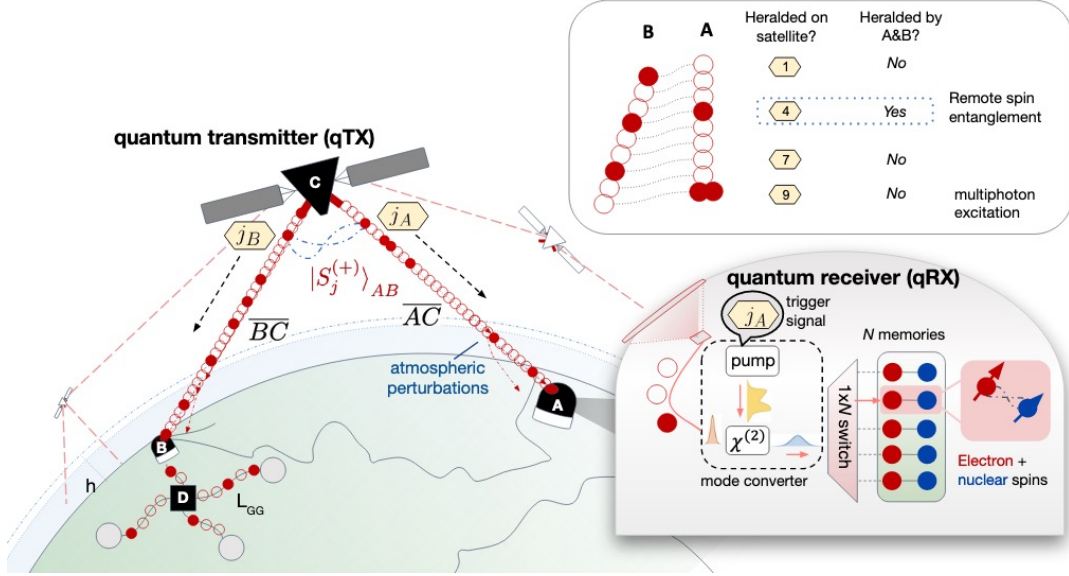 B
A
Heralded on
satellite?
Heralded by
A&B?
1
No
4
Yes
Remote spin
entanglement
7
No
9
No
multiphoton
excitation
quantum transmitter (qTX)
C
j_B
j_A
|S_j^{(+)}⟩_{AB}
BC
AC
atmospheric
perturbations
A
B
h
D
L_GG
quantum receiver (qRX)
j_A
trigger
signal
pump
χ^{(2)}
mode converter
1xN switch
N memories
Electron +
nuclear spins